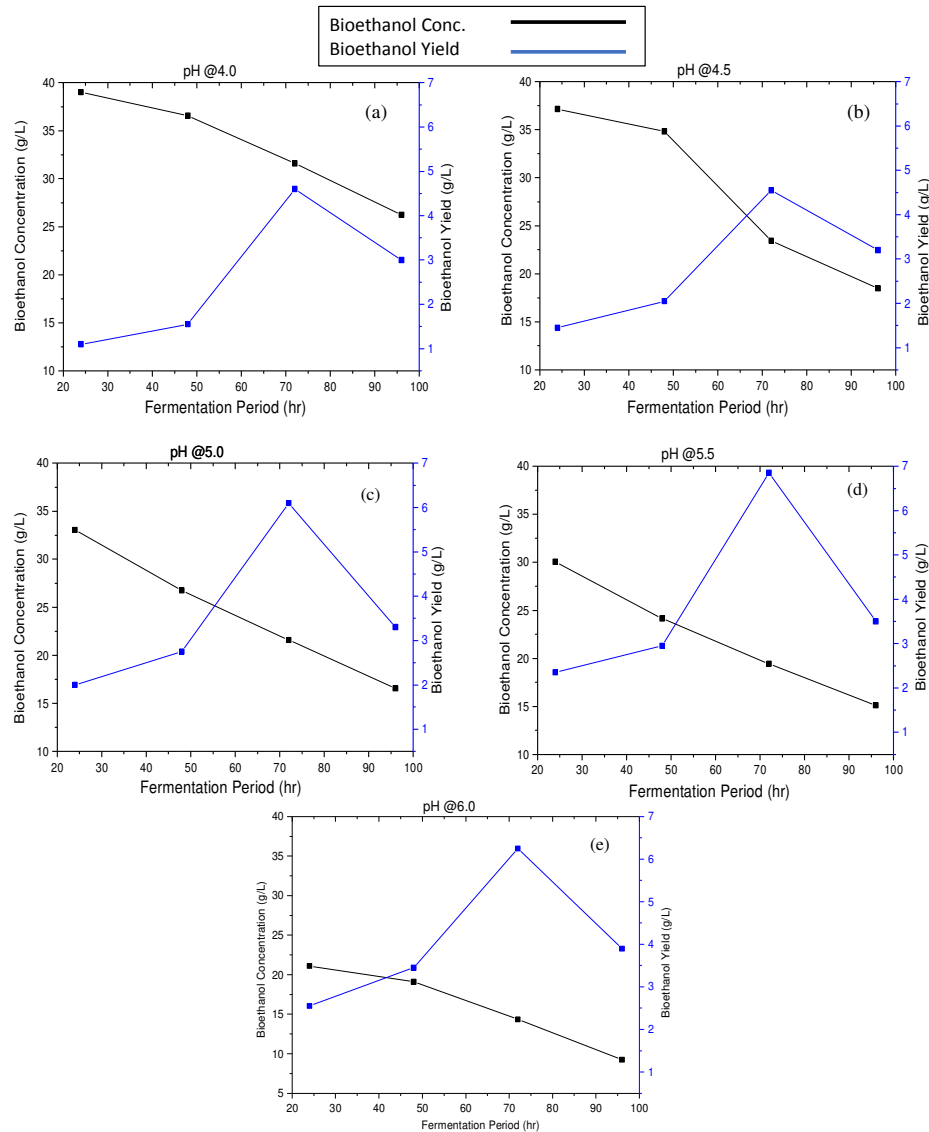 Bioethanol Conc.
Bioethanol Yield
pH @4.0
(a)
Bioethanol Concentration (g/L)
40
35
30
25
20
15
10
7
6
5
4
3
2
1
Bioethanol Yield (g/L)
20 30 40 50 60 70 80 90 100
Fermentation Period (hr)
pH @4.5
(b)
Bioethanol Concentration (g/L)
40
35
30
25
20
15
10
7
6
5
4
3
2
1
Bioethanol Yield (g/L)
20 30 40 50 60 70 80 90 100
Fermentation Period (hr)
pH @5.0
(c)
Bioethanol Concentration (g/L)
40
35
30
25
20
15
10
7
6
5
4
3
2
1
Bioethanol Yield (g/L)
20 30 40 50 60 70 80 90 100
Fermentation Period (hr)
pH @5.5
(d)
Bioethanol Concentration (g/L)
40
35
30
25
20
15
10
7
6
5
4
3
2
1
Bioethanol Yield (g/L)
20 30 40 50 60 70 80 90 100
Fermentation Period (hr)
pH @6.0
(e)
Bioethanol Concentration (g/L)
40
35
30
25
20
15
10
5
7
6
5
4
3
2
1
Bioethanol Yield (g/L)
20 30 40 50 60 70 80 90 100
Fermentation Period (hr)